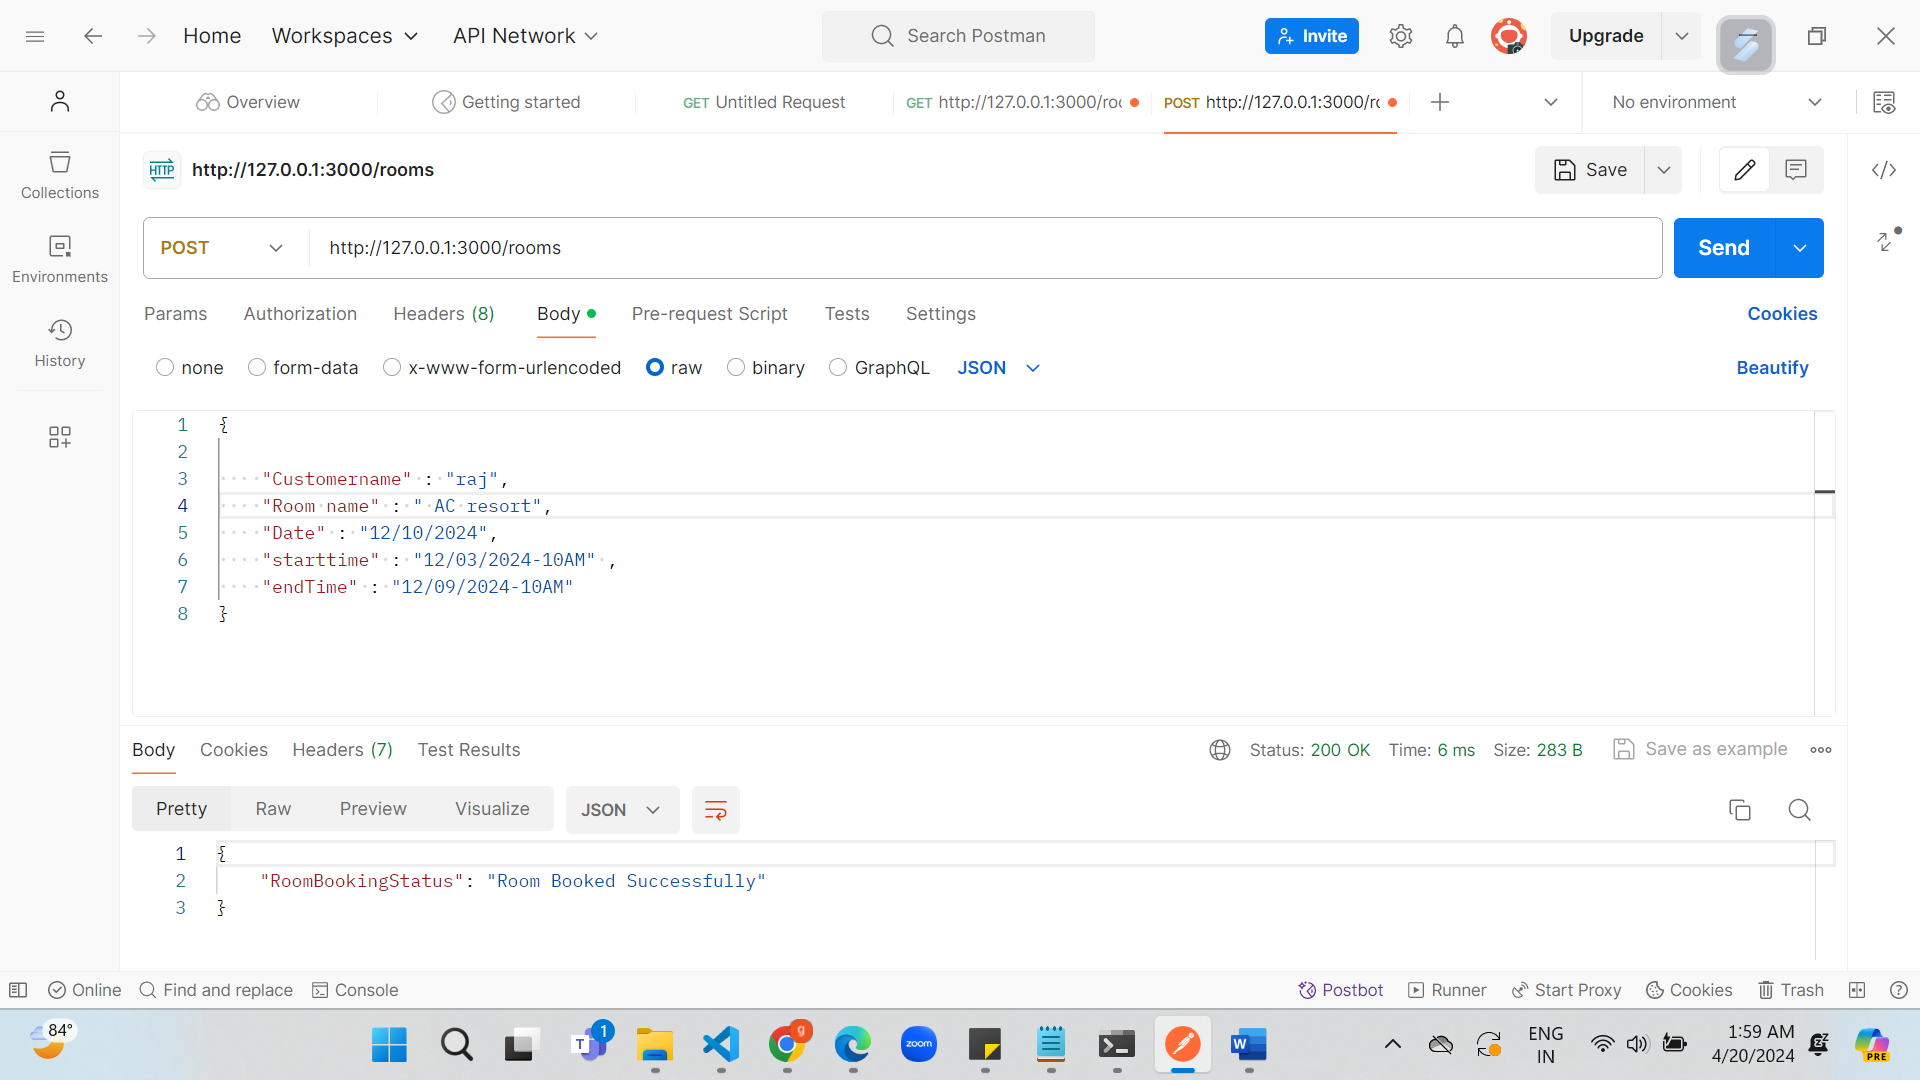 Home Workspaces API Network Search Postman Invite Upgrade
Overview Getting started GET Untitled Request GET http://127.0.0.1:3000/roo POST http://127.0.0.1:3000/r No environment
HTTP http://127.0.0.1:3000/rooms Save
POST http://127.0.0.1:3000/rooms Send
Collections
Environments
History
Params Authorization Headers (8) Body Pre-request Script Tests Settings Cookies
none form-data x-www-form-urlencoded raw binary GraphQL JSON Beautify
1 {
2
3 "Customername" : "raj",
4 "Room name" : " AC resort",
5 "Date" : "12/10/2024",
6 "starttime" : "12/03/2024-10AM" ,
7 "endTime" : "12/09/2024-10AM"
8 }
Body Cookies Headers (7) Test Results Status: 200 OK Time: 6 ms Size: 283 B Save as example
Pretty Raw Preview Visualize JSON
1 {
2 "RoomBookingStatus": "Room Booked Successfully"
3 }
Online Find and replace Console Postbot Runner Start Proxy Cookies Trash
84° T 1 g zoom W ENG 1:59 AM
IN 4/20/2024 PRE